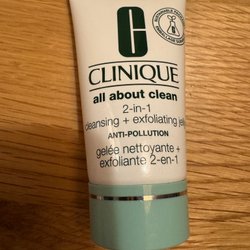 CLINIQUE
all about clean
2-in-1
cleansing + exfoliating jelly
ANTI-POLLUTION
gelée nettoyante +
exfoliante 2-en-1